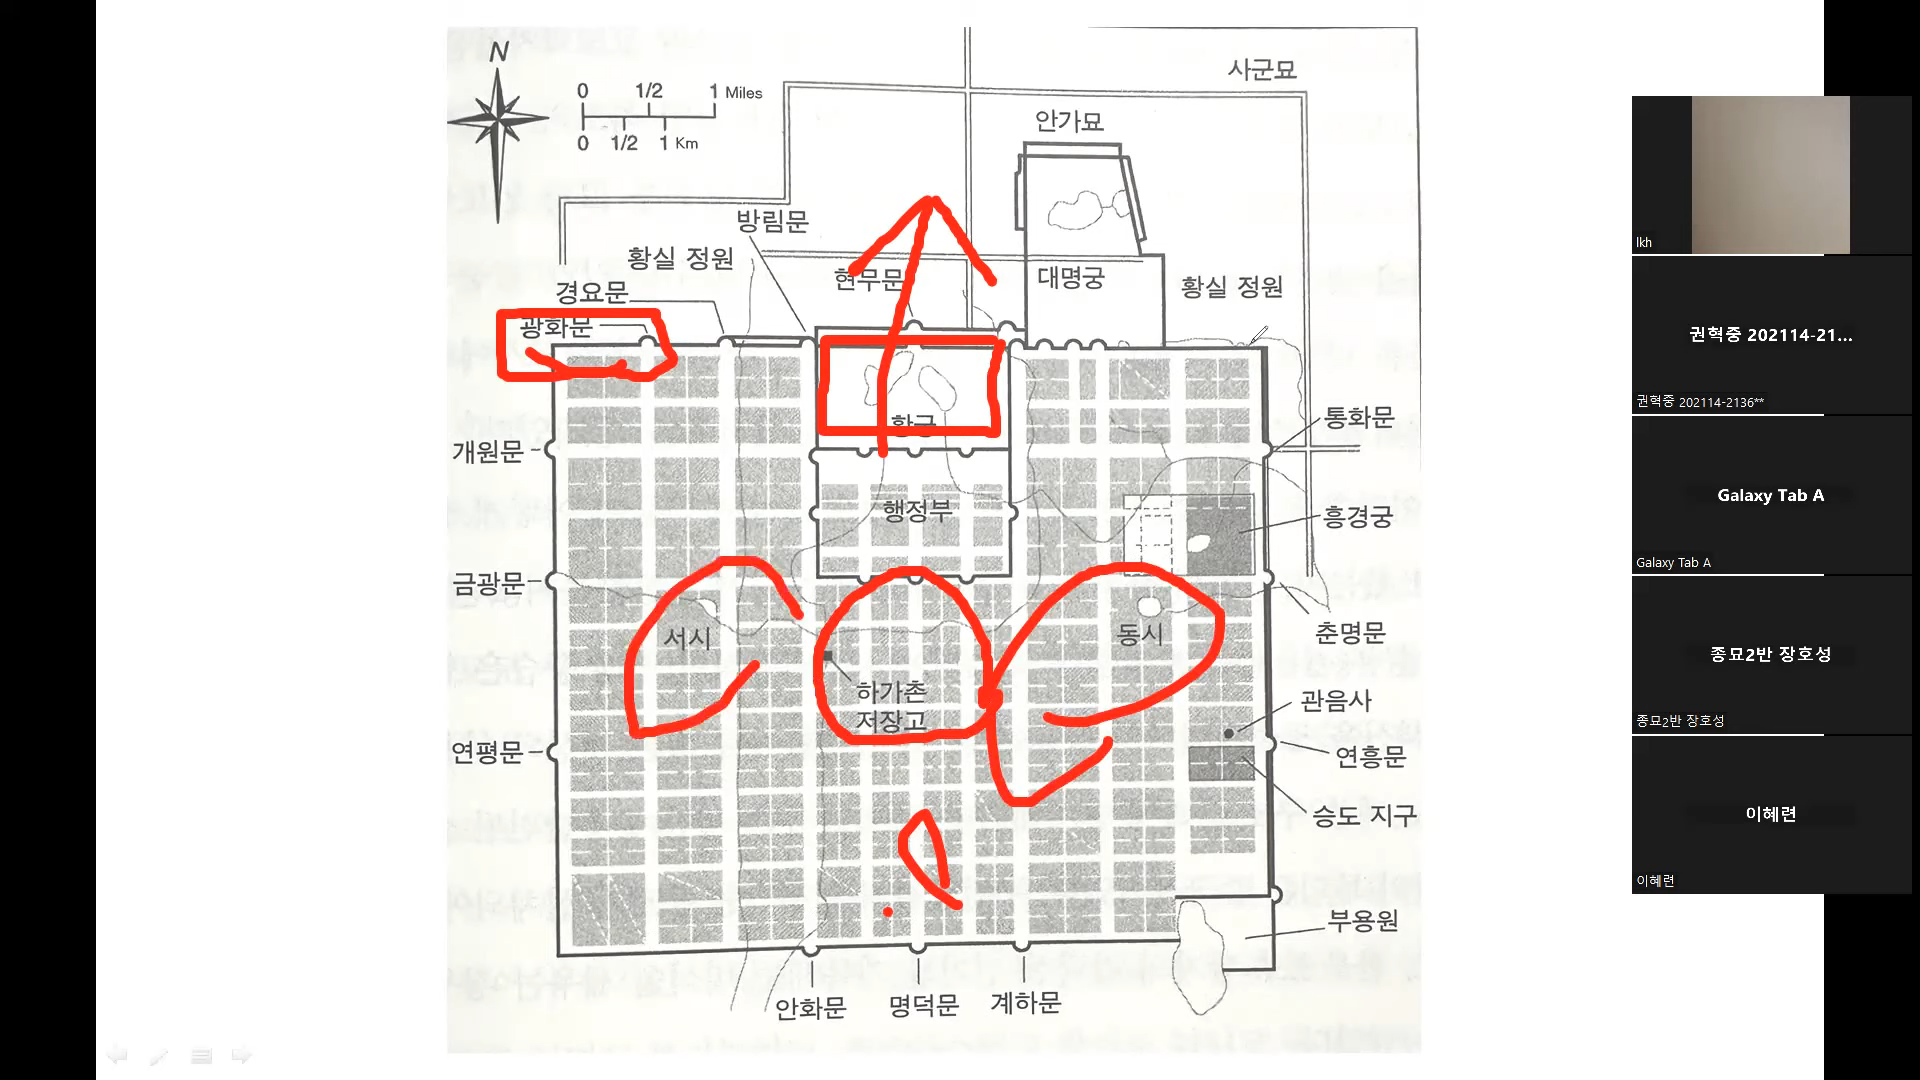 N
0 1/2 1 Miles
0 1/2 1 Km
사군묘
안가묘
방림문
황실 정원
현무문
대명궁
황실 정원
경요문
광화문
황궁
통화문
개원문
행정부
흥경궁
금광문
서시
동시
춘명문
하가촌
저장고
관음사
연평문
연흥문
승도 지구
부용원
안화문
명덕문
계하문
lkh
권혁중 202114-21...
권혁중 202114-2136**
Galaxy Tab A
Galaxy Tab A
종묘2반 장호성
종묘2반 장호성
이혜련
이혜련